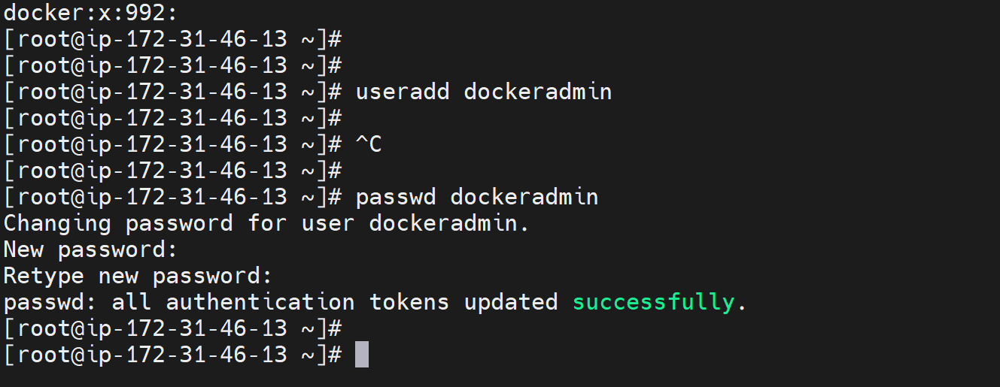 docker:x:992:
[root@ip-172-31-46-13 ~]#
[root@ip-172-31-46-13 ~]#
[root@ip-172-31-46-13 ~]# useradd dockeradmin
[root@ip-172-31-46-13 ~]#
[root@ip-172-31-46-13 ~]# ^C
[root@ip-172-31-46-13 ~]#
[root@ip-172-31-46-13 ~]# passwd dockeradmin
Changing password for user dockeradmin.
New password:
Retype new password:
passwd: all authentication tokens updated successfully.
[root@ip-172-31-46-13 ~]#
[root@ip-172-31-46-13 ~]#